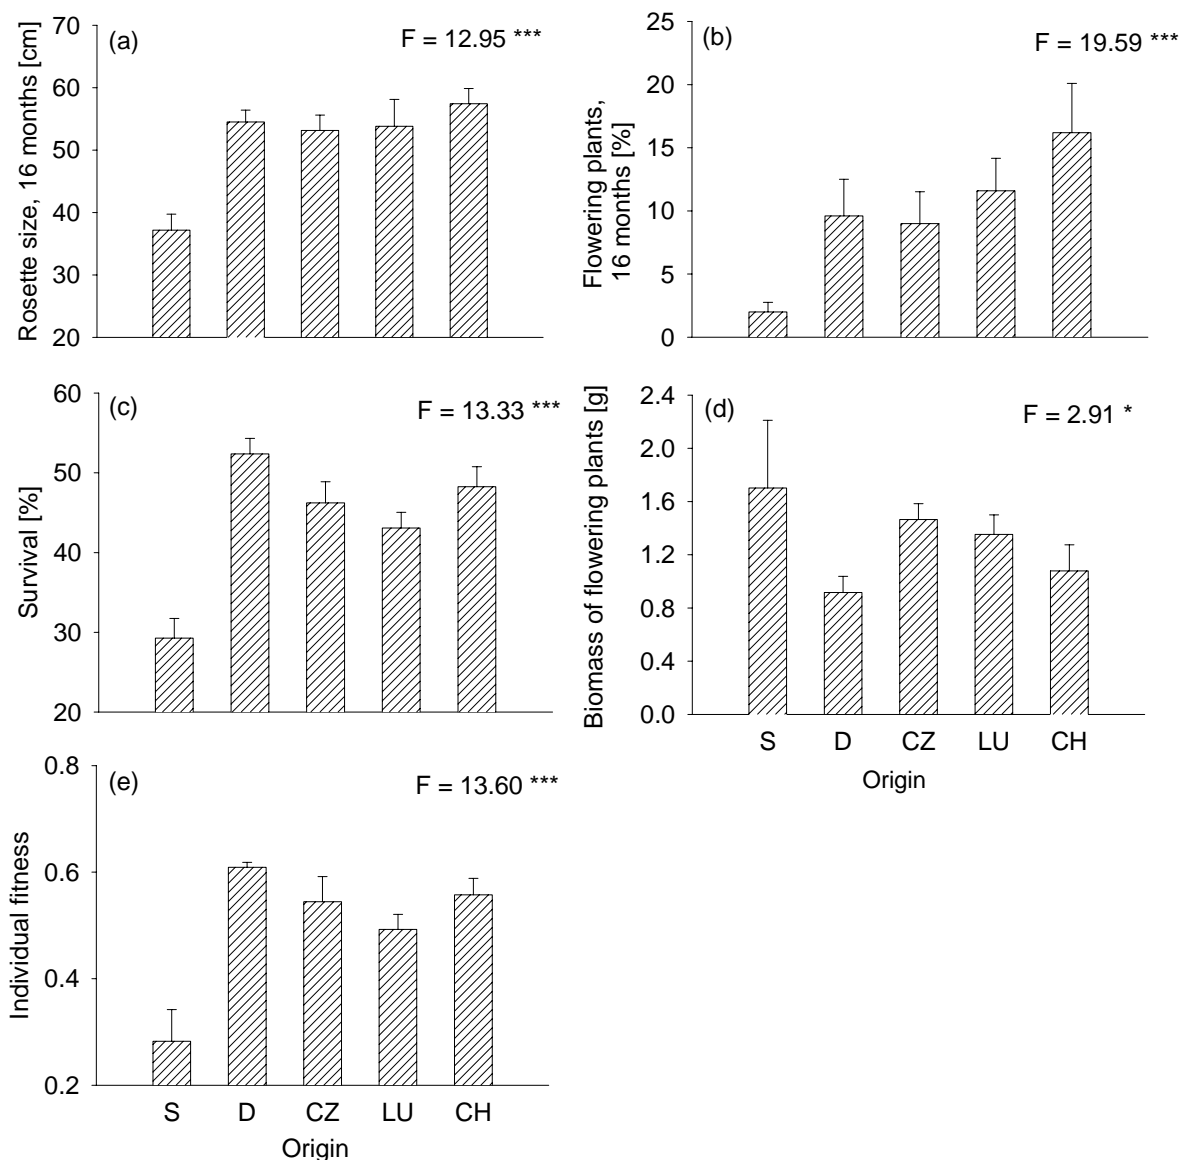 (a)
F = 12.95 ***
Rosette size, 16 months [cm]
70
60
50
40
30
20
(b)
F = 19.59 ***
Flowering plants,
16 months [%]
25
20
15
10
5
0
(c)
F = 13.33 ***
Survival [%]
60
50
40
30
20
(d)
F = 2.91 *
Biomass of flowering plants [g]
2.4
2.0
1.6
1.2
0.8
0.4
0.0
S D CZ LU CH
Origin
(e)
F = 13.60 ***
Individual fitness
0.8
0.6
0.4
0.2
S D CZ LU CH
Origin